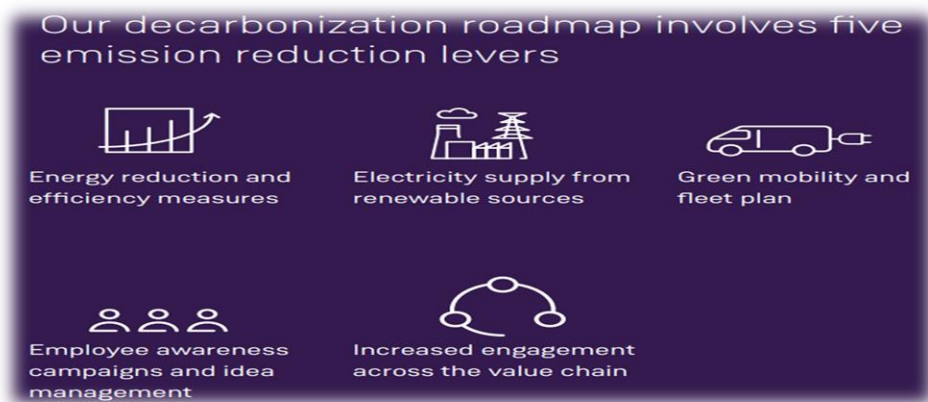 Our decarbonization roadmap involves five
emission reduction levers
Energy reduction and
efficiency measures
Electricity supply from
renewable sources
Green mobility and
fleet plan
Employee awareness
campaigns and idea
management
Increased engagement
across the value chain